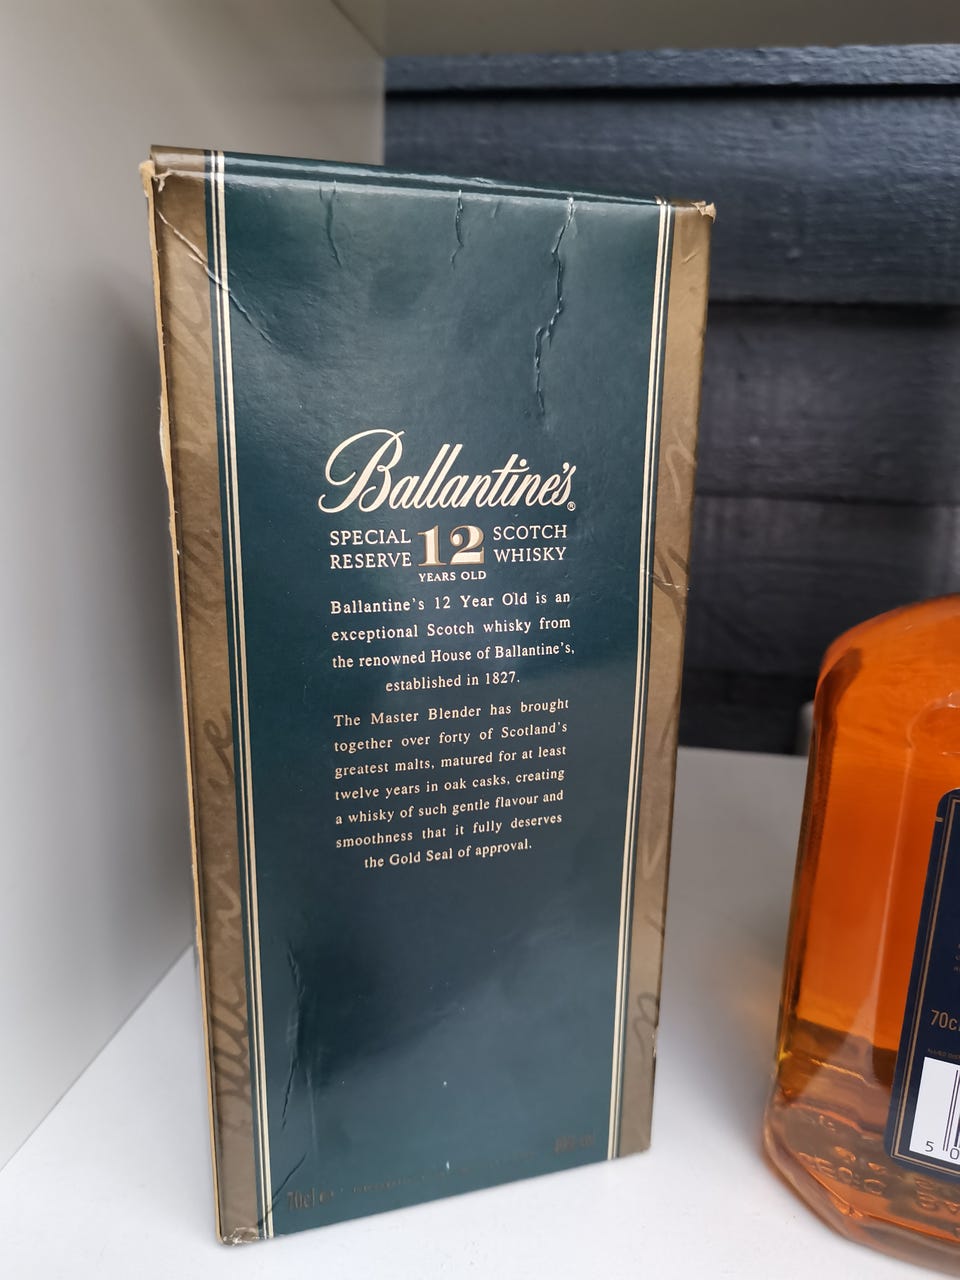 Ballantine's®
SPECIAL RESERVE 12 SCOTCH WHISKY
YEARS OLD
Ballantine's 12 Year Old is an
exceptional Scotch whisky from
the renowned House of Ballantine's,
established in 1827.
The Master Blender has brought
together over forty of Scotland's
greatest malts, matured for at least
twelve years in oak casks, creating
a whisky of such gentle flavour and
smoothness that it fully deserves
the Gold Seal of approval.
70cl
70cl
5 0